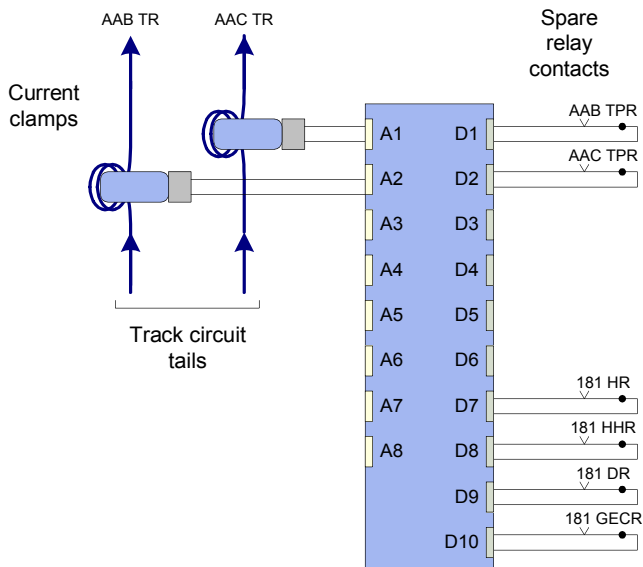 AAB TR
AAC TR
Spare
relay
contacts
Current
clamps
A1
D1
AAB TPR
A2
D2
AAC TPR
A3
D3
A4
D4
A5
D5
Track circuit
tails
A6
D6
A7
D7
181 HR
A8
D8
181 HHR
D9
181 DR
D10
181 GECR